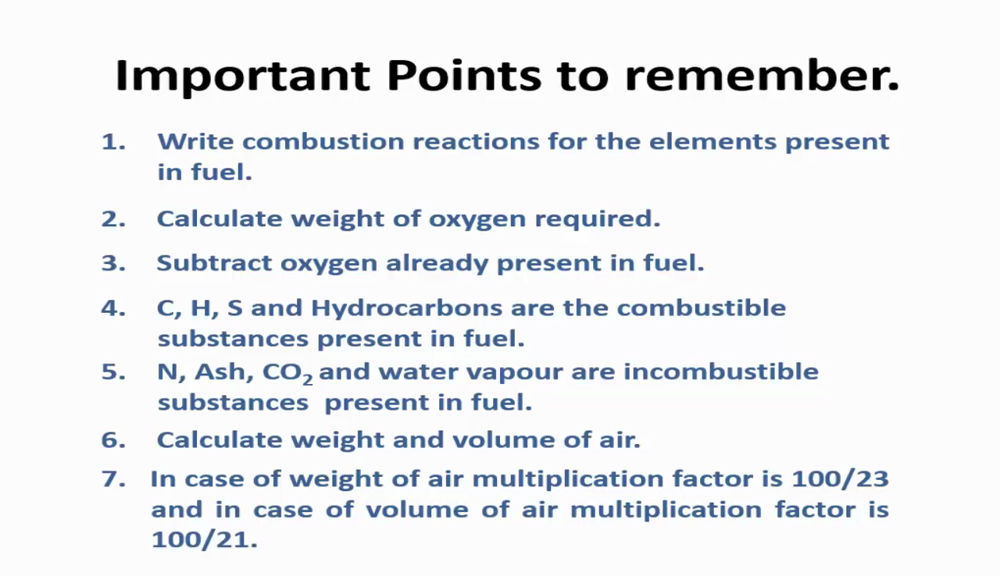 Important Points to remember.
1. Write combustion reactions for the elements present
in fuel.
2. Calculate weight of oxygen required.
3. Subtract oxygen already present in fuel.
4. C, H, S and Hydrocarbons are the combustible
substances present in fuel.
5. N, Ash, CO₂ and water vapour are incombustible
substances present in fuel.
6. Calculate weight and volume of air.
7. In case of weight of air multiplication factor is 100/23
and in case of volume of air multiplication factor is
100/21.